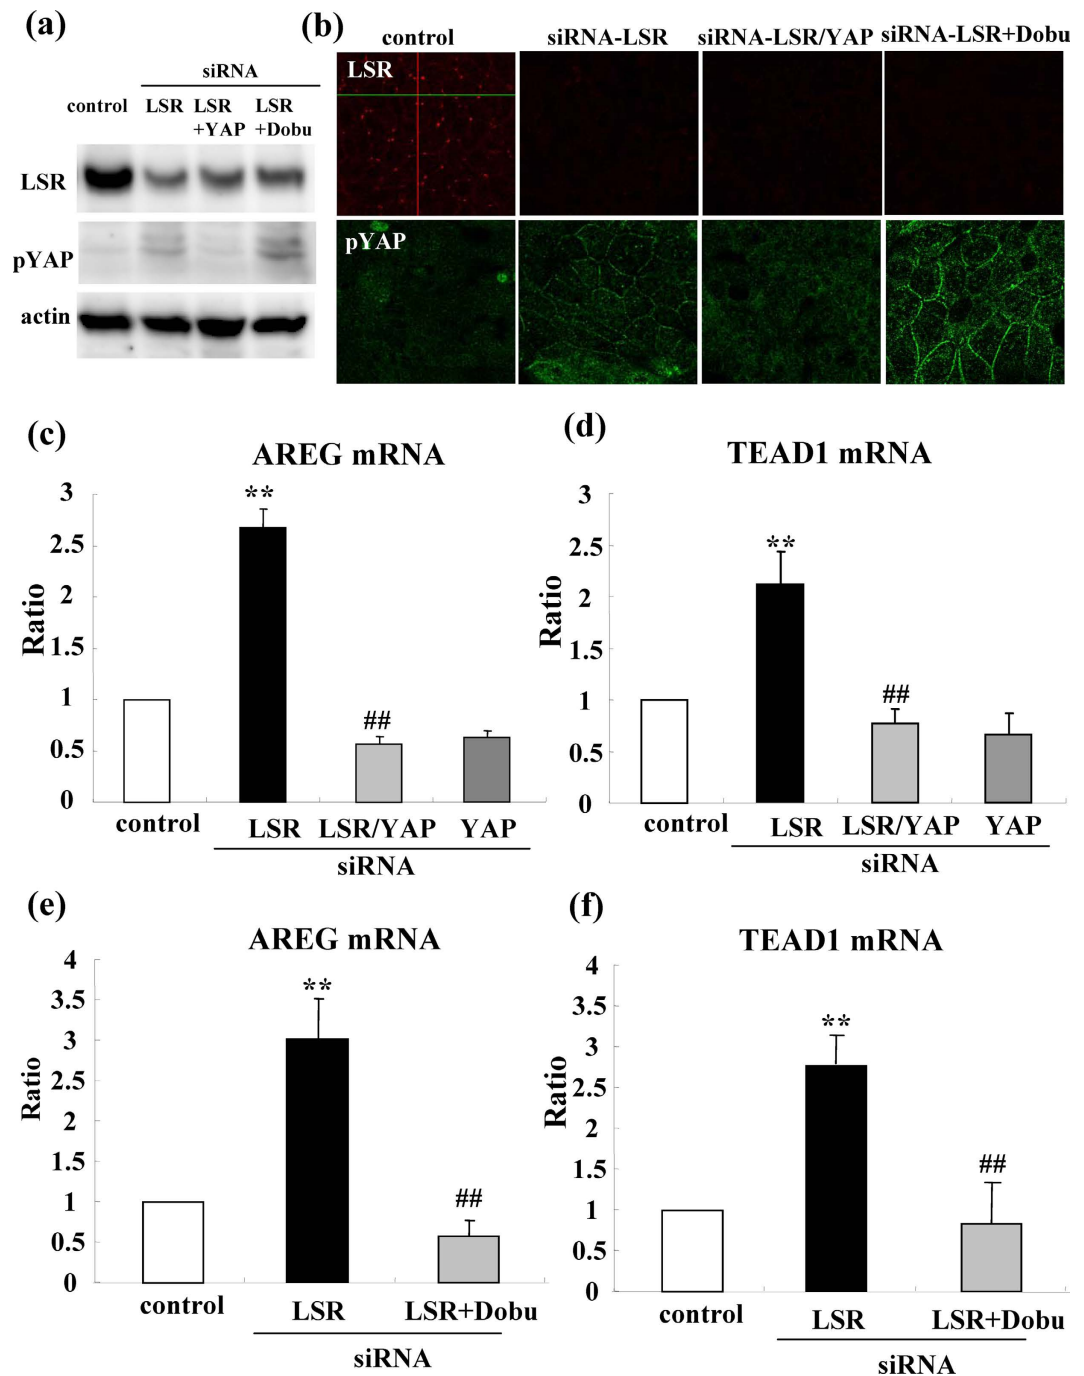 (a)
siRNA
control LSR LSR LSR
+YAP +Dobu
LSR
pYAP
actin
(b)
control siRNA-LSR siRNA-LSR/YAP siRNA-LSR+Dobu
LSR
pYAP
(c)
AREG mRNA
Ratio
3
2.5
2
1.5
1
0.5
0
**
##
control LSR LSR/YAP YAP
siRNA
(d)
TEAD1 mRNA
Ratio
3
2.5
2
1.5
1
0.5
0
**
##
control LSR LSR/YAP YAP
siRNA
(e)
AREG mRNA
Ratio
4
3.5
3
2.5
2
1.5
1
0.5
0
**
##
control LSR LSR+Dobu
siRNA
(f)
TEAD1 mRNA
Ratio
4
3.5
3
2.5
2
1.5
1
0.5
0
**
##
control LSR LSR+Dobu
siRNA